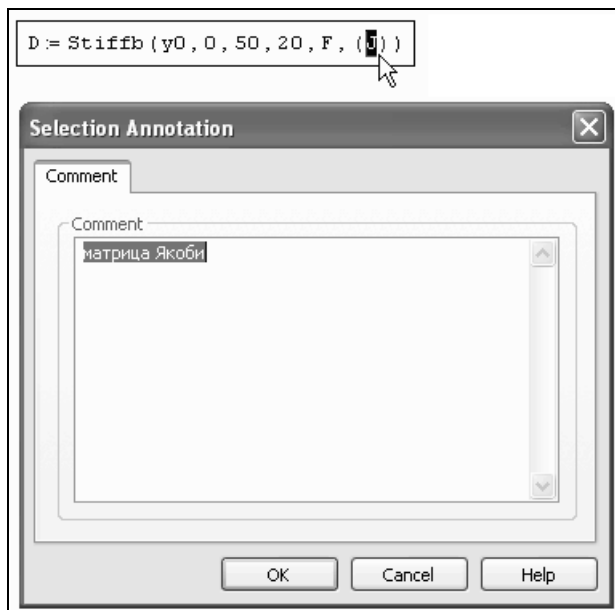 D := Stiffb (y0 , 0 , 50 , 20 , F , (J) )
Selection Annotation
Comment
Comment
матрица Якоби
OK Cancel Help